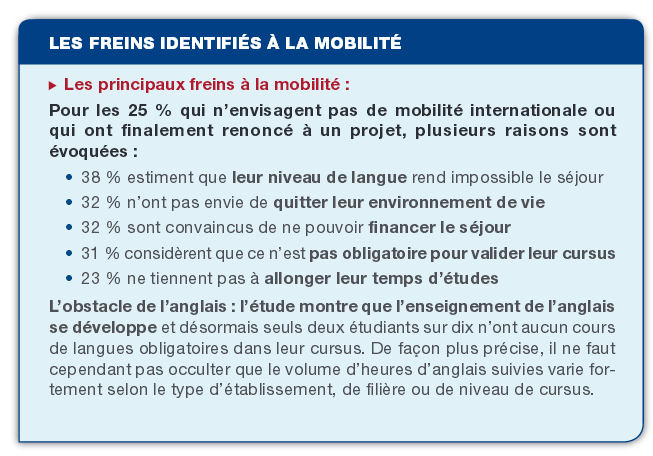 LES FREINS IDENTIFIÉS À LA MOBILITÉ
▸ Les principaux freins à la mobilité :
Pour les 25 % qui n’envisagent pas de mobilité internationale ou
qui ont finalement renoncé à un projet, plusieurs raisons sont
évoquées :
• 38 % estiment que leur niveau de langue rend impossible le séjour
• 32 % n’ont pas envie de quitter leur environnement de vie
• 32 % sont convaincus de ne pouvoir financer le séjour
• 31 % considèrent que ce n’est pas obligatoire pour valider leur cursus
• 23 % ne tiennent pas à allonger leur temps d’études
L’obstacle de l’anglais : l’étude montre que l’enseignement de l’anglais
se développe et désormais seuls deux étudiants sur dix n’ont aucun cours
de langues obligatoires dans leur cursus. De façon plus précise, il ne faut
cependant pas occulter que le volume d’heures d’anglais suivies varie for-
tement selon le type d’établissement, de filière ou de niveau de cursus.